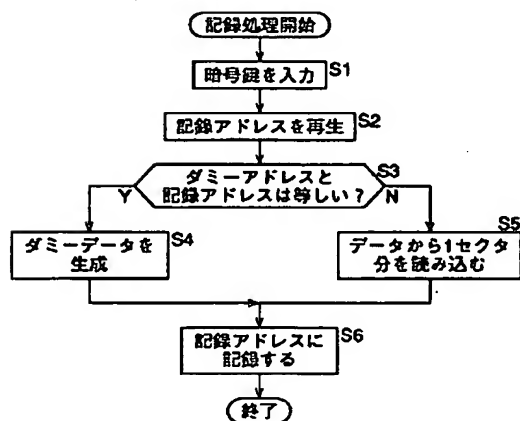 記録処理開始
暗号鍵を入力
S1
記録アドレスを再生
S2
ダミーアドレスと
記録アドレスは等しい？
S3
Y
N
ダミーデータを
生成
S4
データから1セクタ
分を読み込む
S5
記録アドレスに
記録する
S6
終了